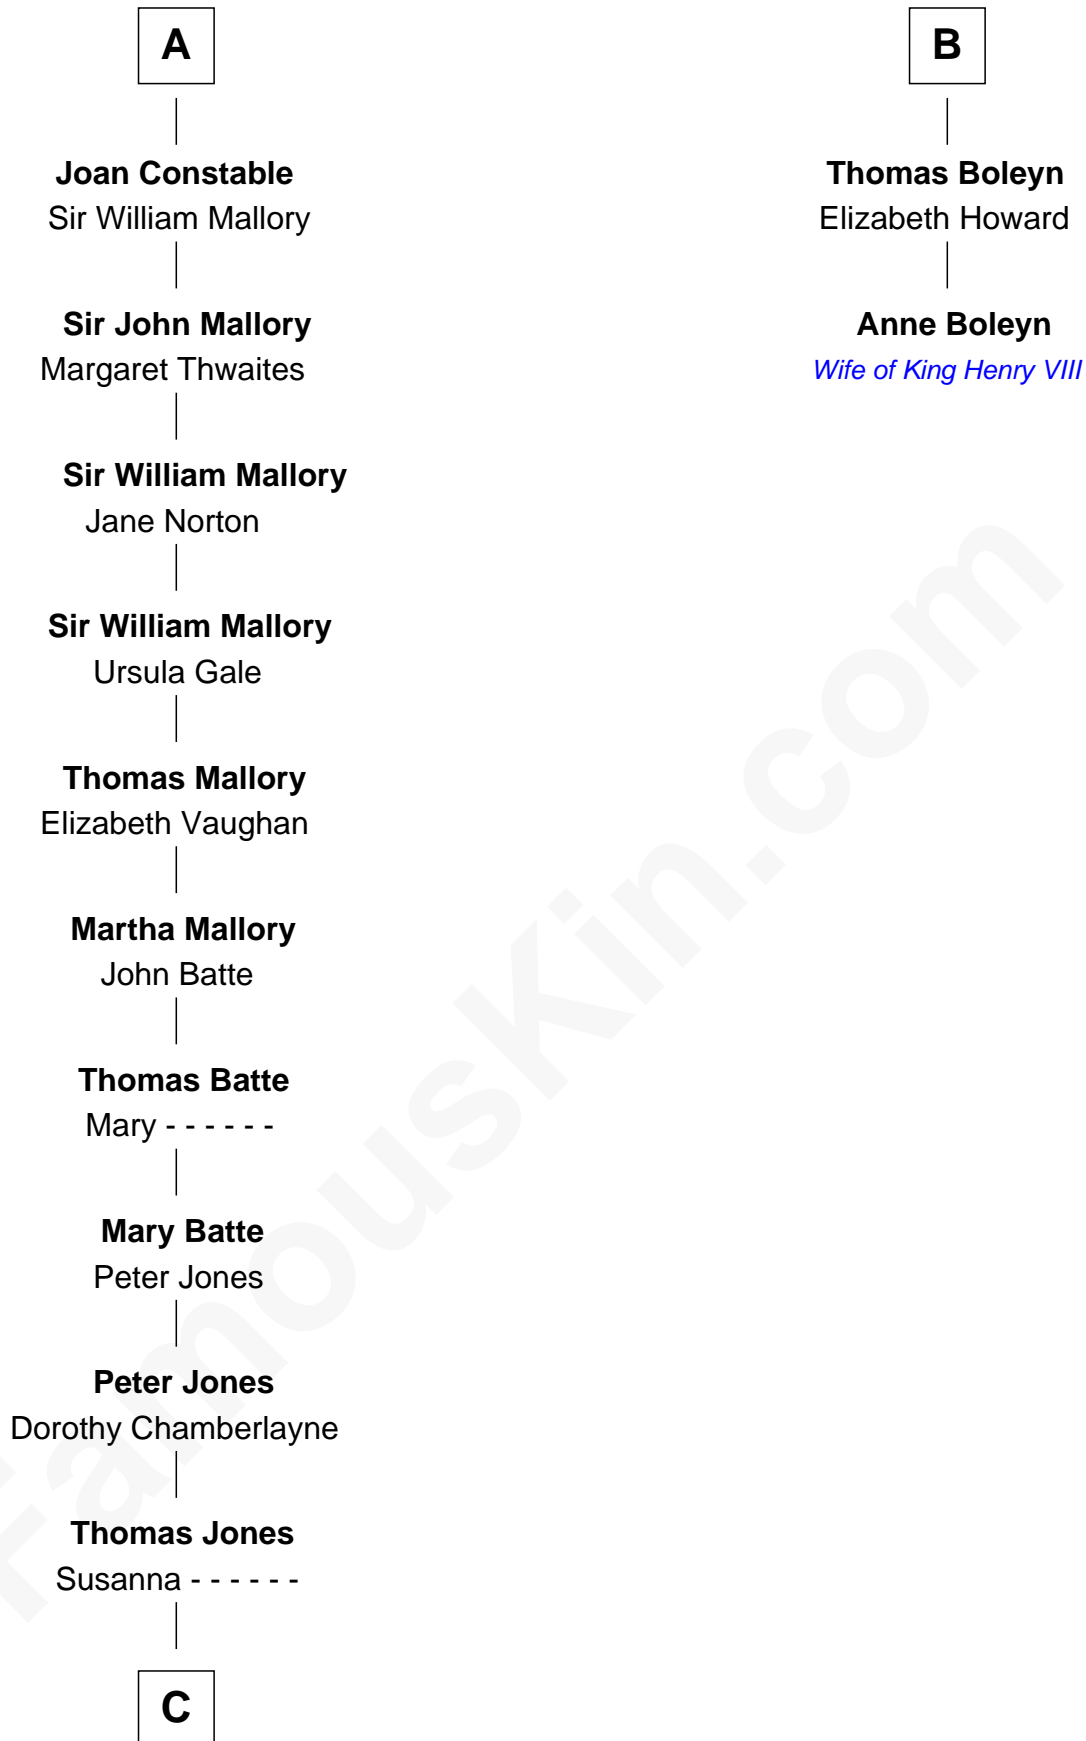 A
Joan Constable
Sir William Mallory
Sir John Mallory
Margaret Thwaites
Sir William Mallory
Jane Norton
Sir William Mallory
Ursula Gale
Thomas Mallory
Elizabeth Vaughan
Martha Mallory
John Batte
Thomas Batte
Mary - - - - - -
Mary Batte
Peter Jones
Peter Jones
Dorothy Chamberlayne
Thomas Jones
Susanna - - - - - -
C
B
Thomas Boleyn
Elizabeth Howard
Anne Boleyn
Wife of King Henry VIII
FamousKin.com